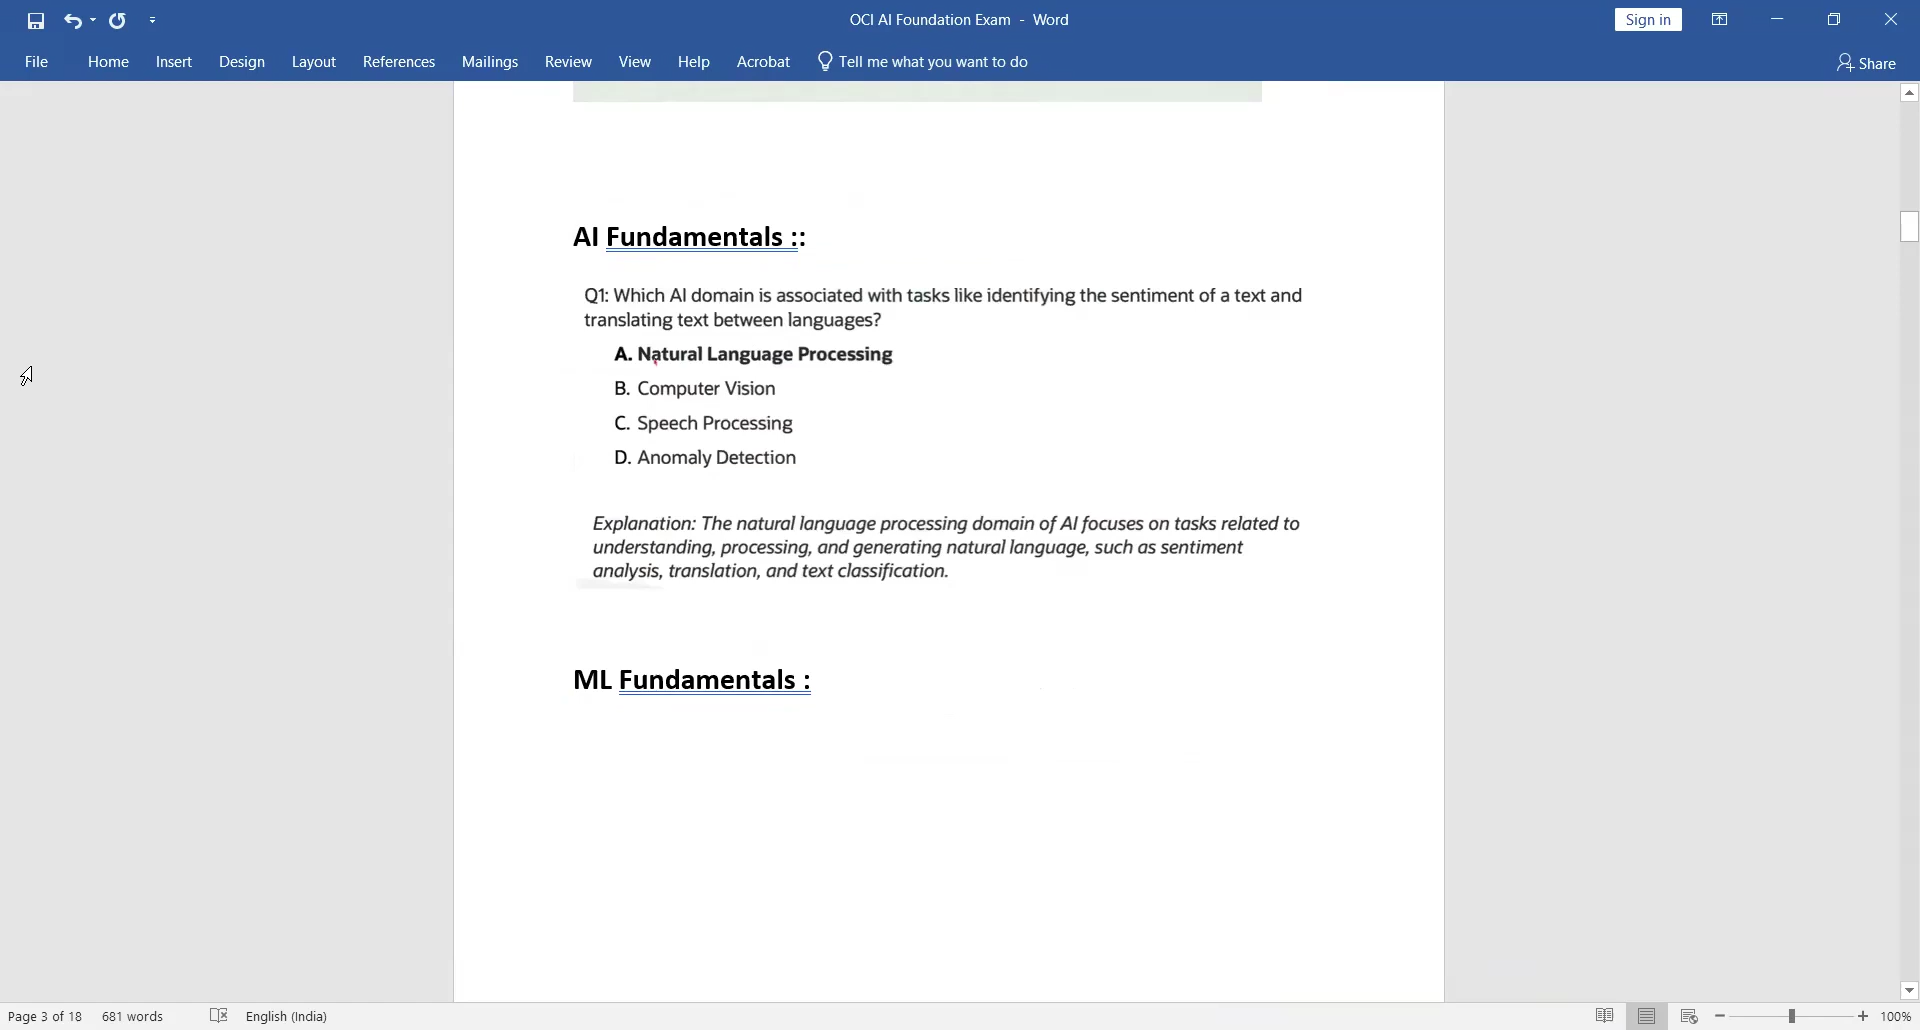 OCI AI Foundation Exam - Word
Sign in
File Home Insert Design Layout References Mailings Review View Help Acrobat Tell me what you want to do
Share
AI Fundamentals ::
Q1: Which AI domain is associated with tasks like identifying the sentiment of a text and
translating text between languages?
A. Natural Language Processing
B. Computer Vision
C. Speech Processing
D. Anomaly Detection
Explanation: The natural language processing domain of AI focuses on tasks related to
understanding, processing, and generating natural language, such as sentiment
analysis, translation, and text classification.
ML Fundamentals :
Page 3 of 18 681 words English (India) 100%